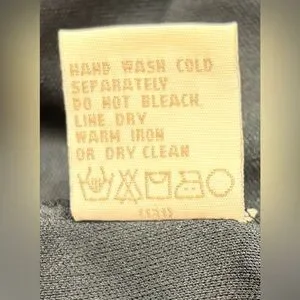 HAND WASH COLD
SEPARATELY
DO NOT BLEACH.
LINE DRY
WARM IRON
OR DRY CLEAN